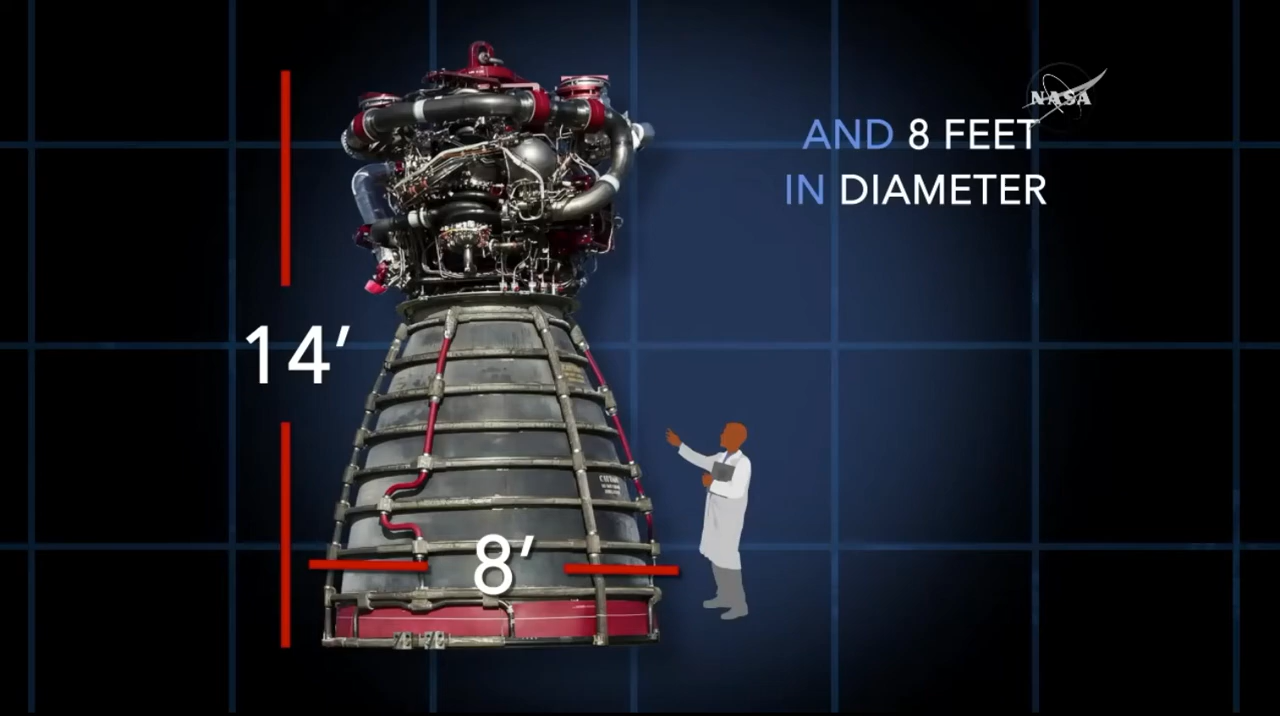 NASA
AND 8 FEET
IN DIAMETER
14’
8’